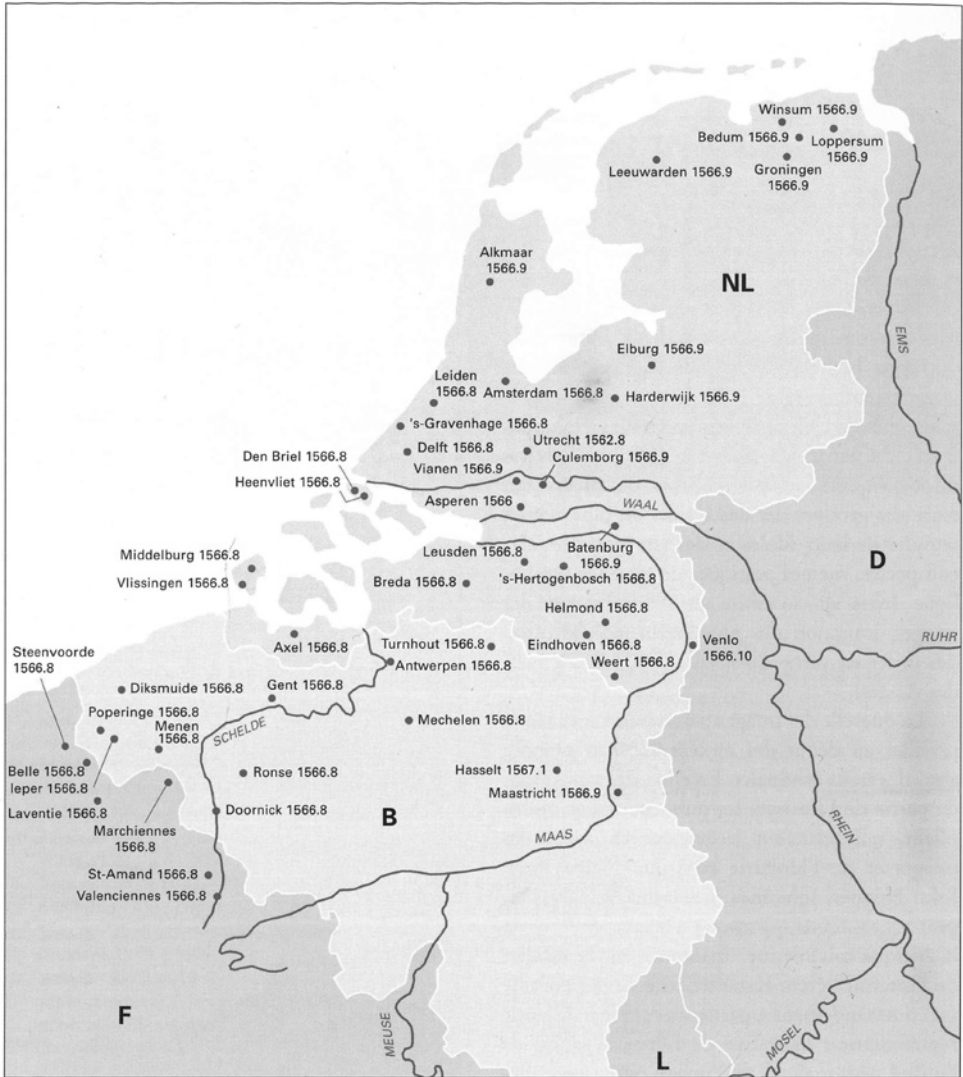 Winsum 1566.9
Bedum 1566.9
Loppersum
1566.9
Leeuwarden 1566.9
Groningen
1566.9
Alkmaar
1566.9
NL
EMS
Elburg 1566.9
Leiden
1566.8
Amsterdam 1566.8
Harderwijk 1566.9
's-Gravenhage 1566.8
Delft 1566.8
Utrecht 1562.8
Den Briel 1566.8
Vianen 1566.9
Culemborg 1566.9
Heenvliet 1566.8
Asperen 1566
WAAL
Middelburg 1566.8
Leusden 1566.8
Batenburg
1566.9
D
Vlissingen 1566.8
Breda 1566.8
's-Hertogenbosch 1566.8
Helmond 1566.8
RUHR
Steenvoorde
1566.8
Axel 1566.8
Turnhout 1566.8
Eindhoven 1566.8
Venlo
1566.10
Antwerpen 1566.8
Weert 1566.8
Diksmuide 1566.8
Gent 1566.8
Poperinge 1566.8
Menen
1566.8
SCHELDE
Mechelen 1566.8
Belle 1566.8
Ieper 1566.8
Ronse 1566.8
Hasselt 1567.1
Maastricht 1566.9
Laventie 1566.8
Doornick 1566.8
B
Marchiennes
1566.8
MAAS
RHEIN
St-Amand 1566.8
Valenciennes 1566.8
F
MEUSE
L
MOSEL